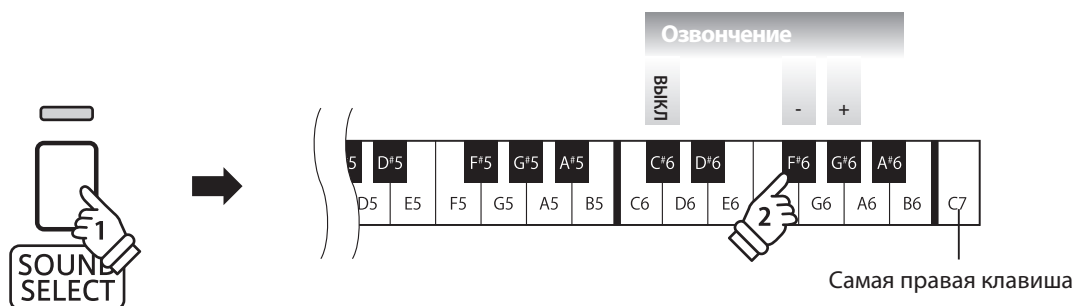 Озвончение
ВЫКЛ - +
5 D#5 F#5 G#5 A#5 C#6 D#6 F#6 G#6 A#6
D5 E5 F5 G5 A5 B5 C6 D6 E6 G6 A6 B6 C7
1
2
SOUND
SELECT
Самая правая клавиша